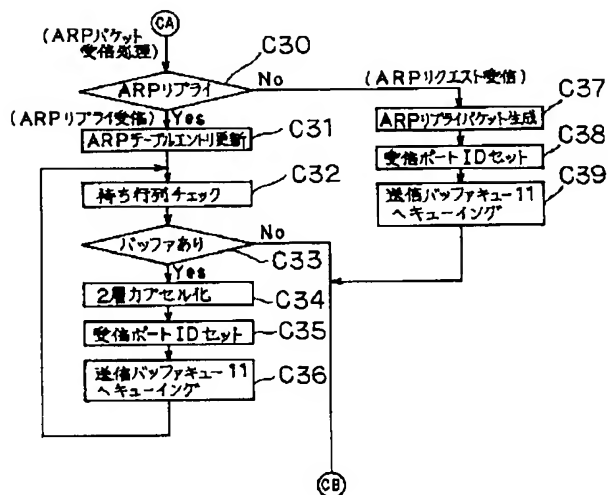 CA
(ARPパケット
受信処理)
C30
ARPリプライ
No
(ARPリクエスト受信)
C37
(ARPリプライ受信)
Yes
C31
ARPテーブルエントリ更新
ARPリプライパケット生成
C38
受信ポートIDセット
C32
待ち行列チェック
C39
送信バッファキュー11
へキューイング
バッファあり
No
C33
Yes
2層カプセル化
C34
受信ポートIDセット
C35
送信バッファキュー11
へキューイング
C36
CB